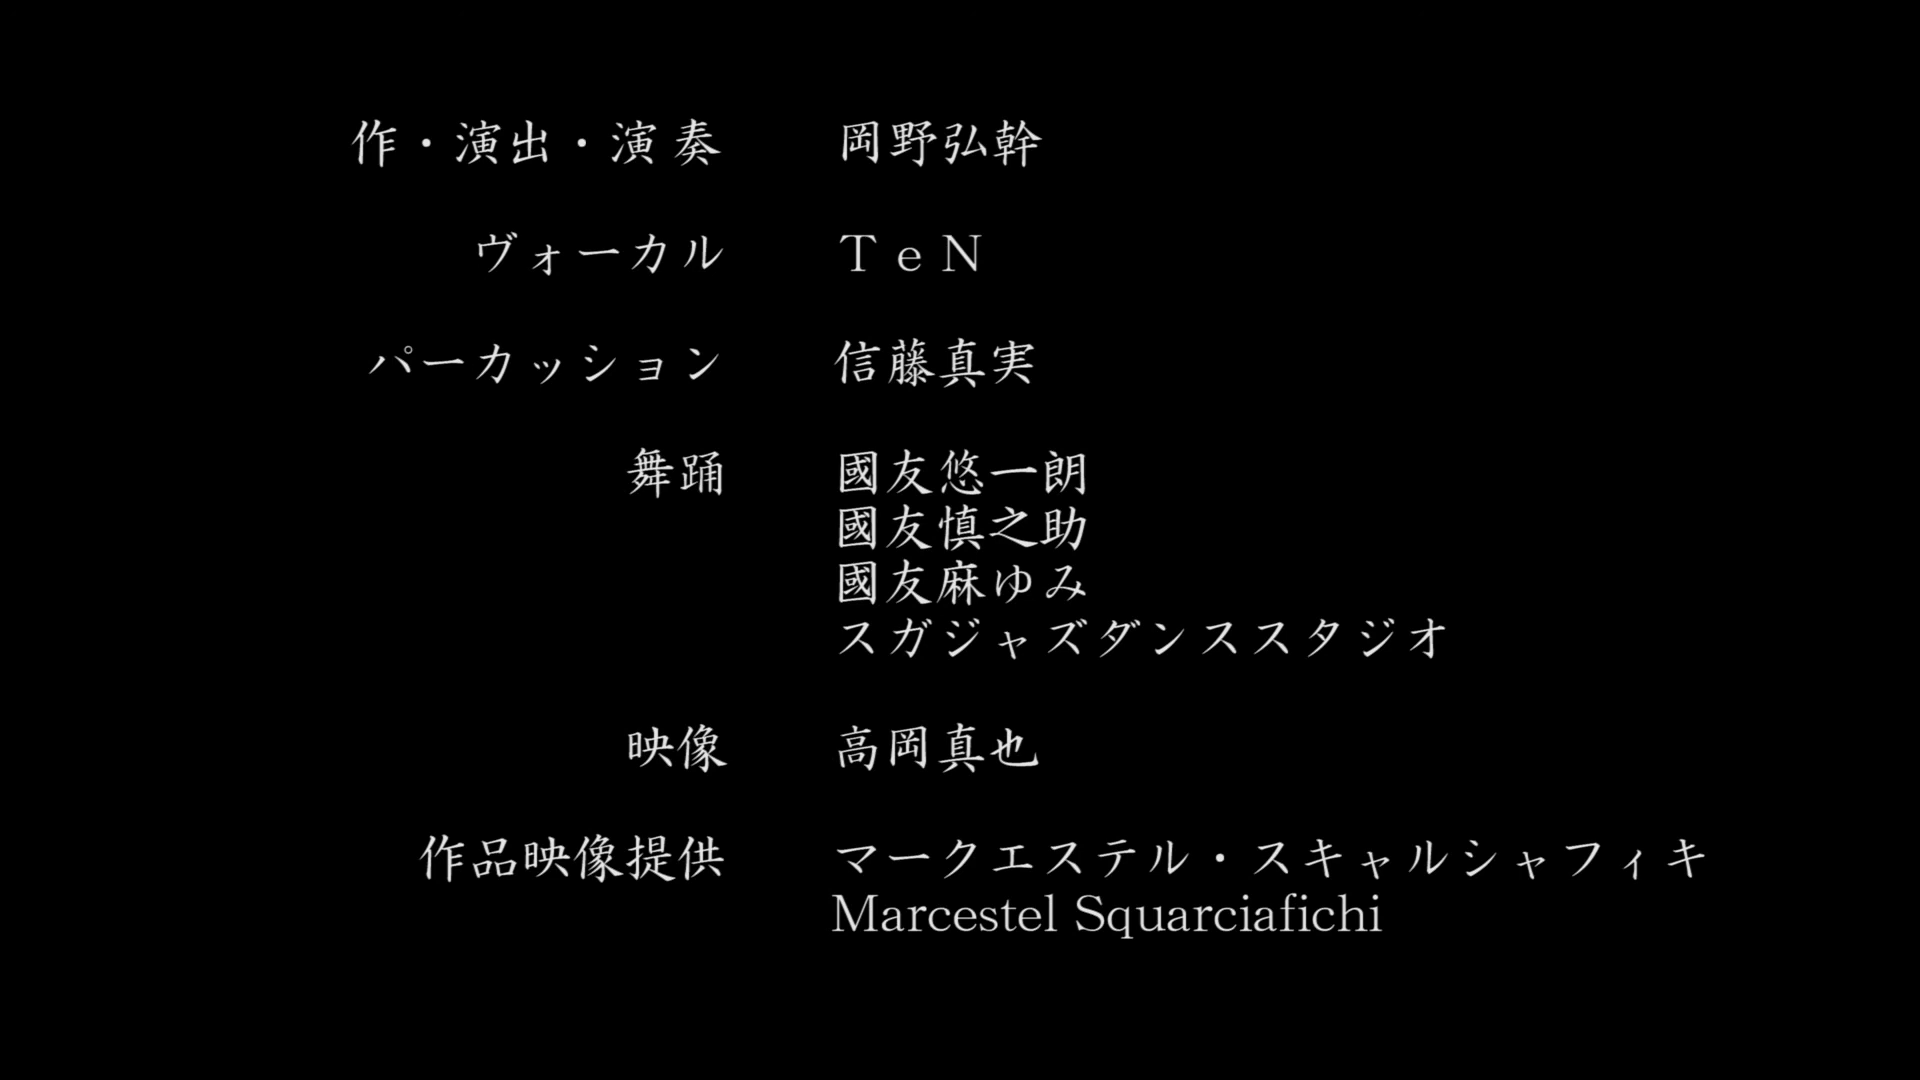 作・演出・演奏 岡野弘幹
ヴォーカル ＴｅＮ
パーカッション 信藤真実
舞踊 國友悠一朗
國友慎之助
國友麻ゆみ
スガジャズダンススタジオ
映像 高岡真也
作品映像提供 マークエステル・スキャルシャフィキ
Marcestel Squarciafichi